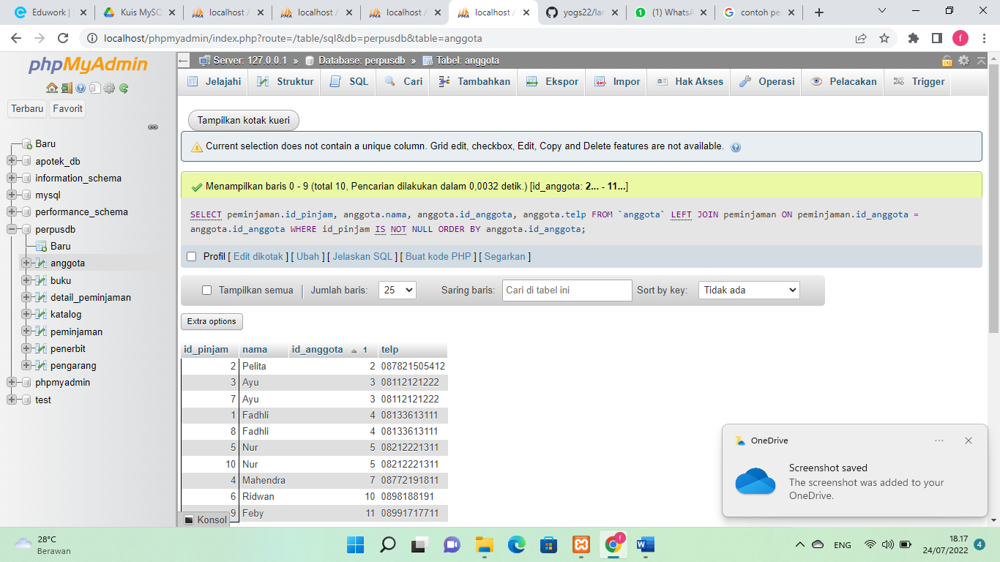 Eduwork |
Kuis MySQ
localhost /
localhost /
localhost /
localhost /
yogs22/lar
(1) Whats
contoh pe
localhost/phpmyadmin/index.php?route=/table/sql&db=perpusdb&table=anggota
f
phpMyAdmin
Terbaru Favorit
Baru
apotek_db
information_schema
mysql
performance_schema
perpusdb
Baru
anggota
buku
detail_peminjaman
katalog
peminjaman
penerbit
pengarang
phpmyadmin
test
Server: 127.0.0.1 » Database: perpusdb » Tabel: anggota
Jelajahi Struktur SQL Cari Tambahkan Ekspor Impor Hak Akses Operasi Pelacakan Trigger
Tampilkan kotak kueri
Current selection does not contain a unique column. Grid edit, checkbox, Edit, Copy and Delete features are not available.
Menampilkan baris 0 - 9 (total 10, Pencarian dilakukan dalam 0,0032 detik.) [id_anggota: 2... - 11...]
SELECT peminjaman.id_pinjam, anggota.nama, anggota.id_anggota, anggota.telp FROM `anggota` LEFT JOIN peminjaman ON peminjaman.id_anggota =
anggota.id_anggota WHERE id_pinjam IS NOT NULL ORDER BY anggota.id_anggota;
Profil [ Edit dikotak ] [ Ubah ] [ Jelaskan SQL ] [ Buat kode PHP ] [ Segarkan ]
Tampilkan semua Jumlah baris: 25 Saring baris: Cari di tabel ini Sort by key: Tidak ada
Extra options
id_pinjam nama id_anggota 1 telp
2 Pelita 2 087821505412
3 Ayu 3 08112121222
7 Ayu 3 08112121222
1 Fadhli 4 08133613111
8 Fadhli 4 08133613111
5 Nur 5 08212221311
10 Nur 5 08212221311
4 Mahendra 7 08772191811
6 Ridwan 10 0898188191
9 Feby 11 08991717711
Konsol
OneDrive
Screenshot saved
The screenshot was added to your
OneDrive.
28°C
Berawan
f
ENG
18.17
24/07/2022
4